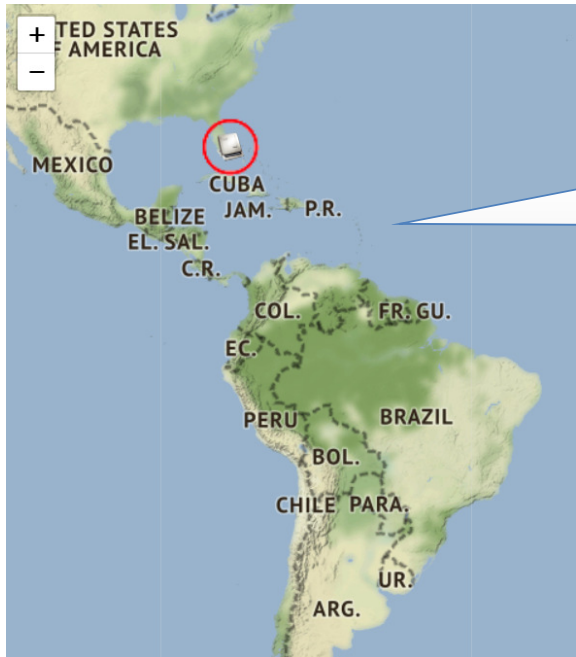 +
−
TED STATES
F AMERICA
MEXICO
CUBA
JAM.
P.R.
BELIZE
EL. SAL.
C.R.
COL.
FR. GU.
EC.
PERU
BRAZIL
BOL.
CHILE
PARA.
UR.
ARG.